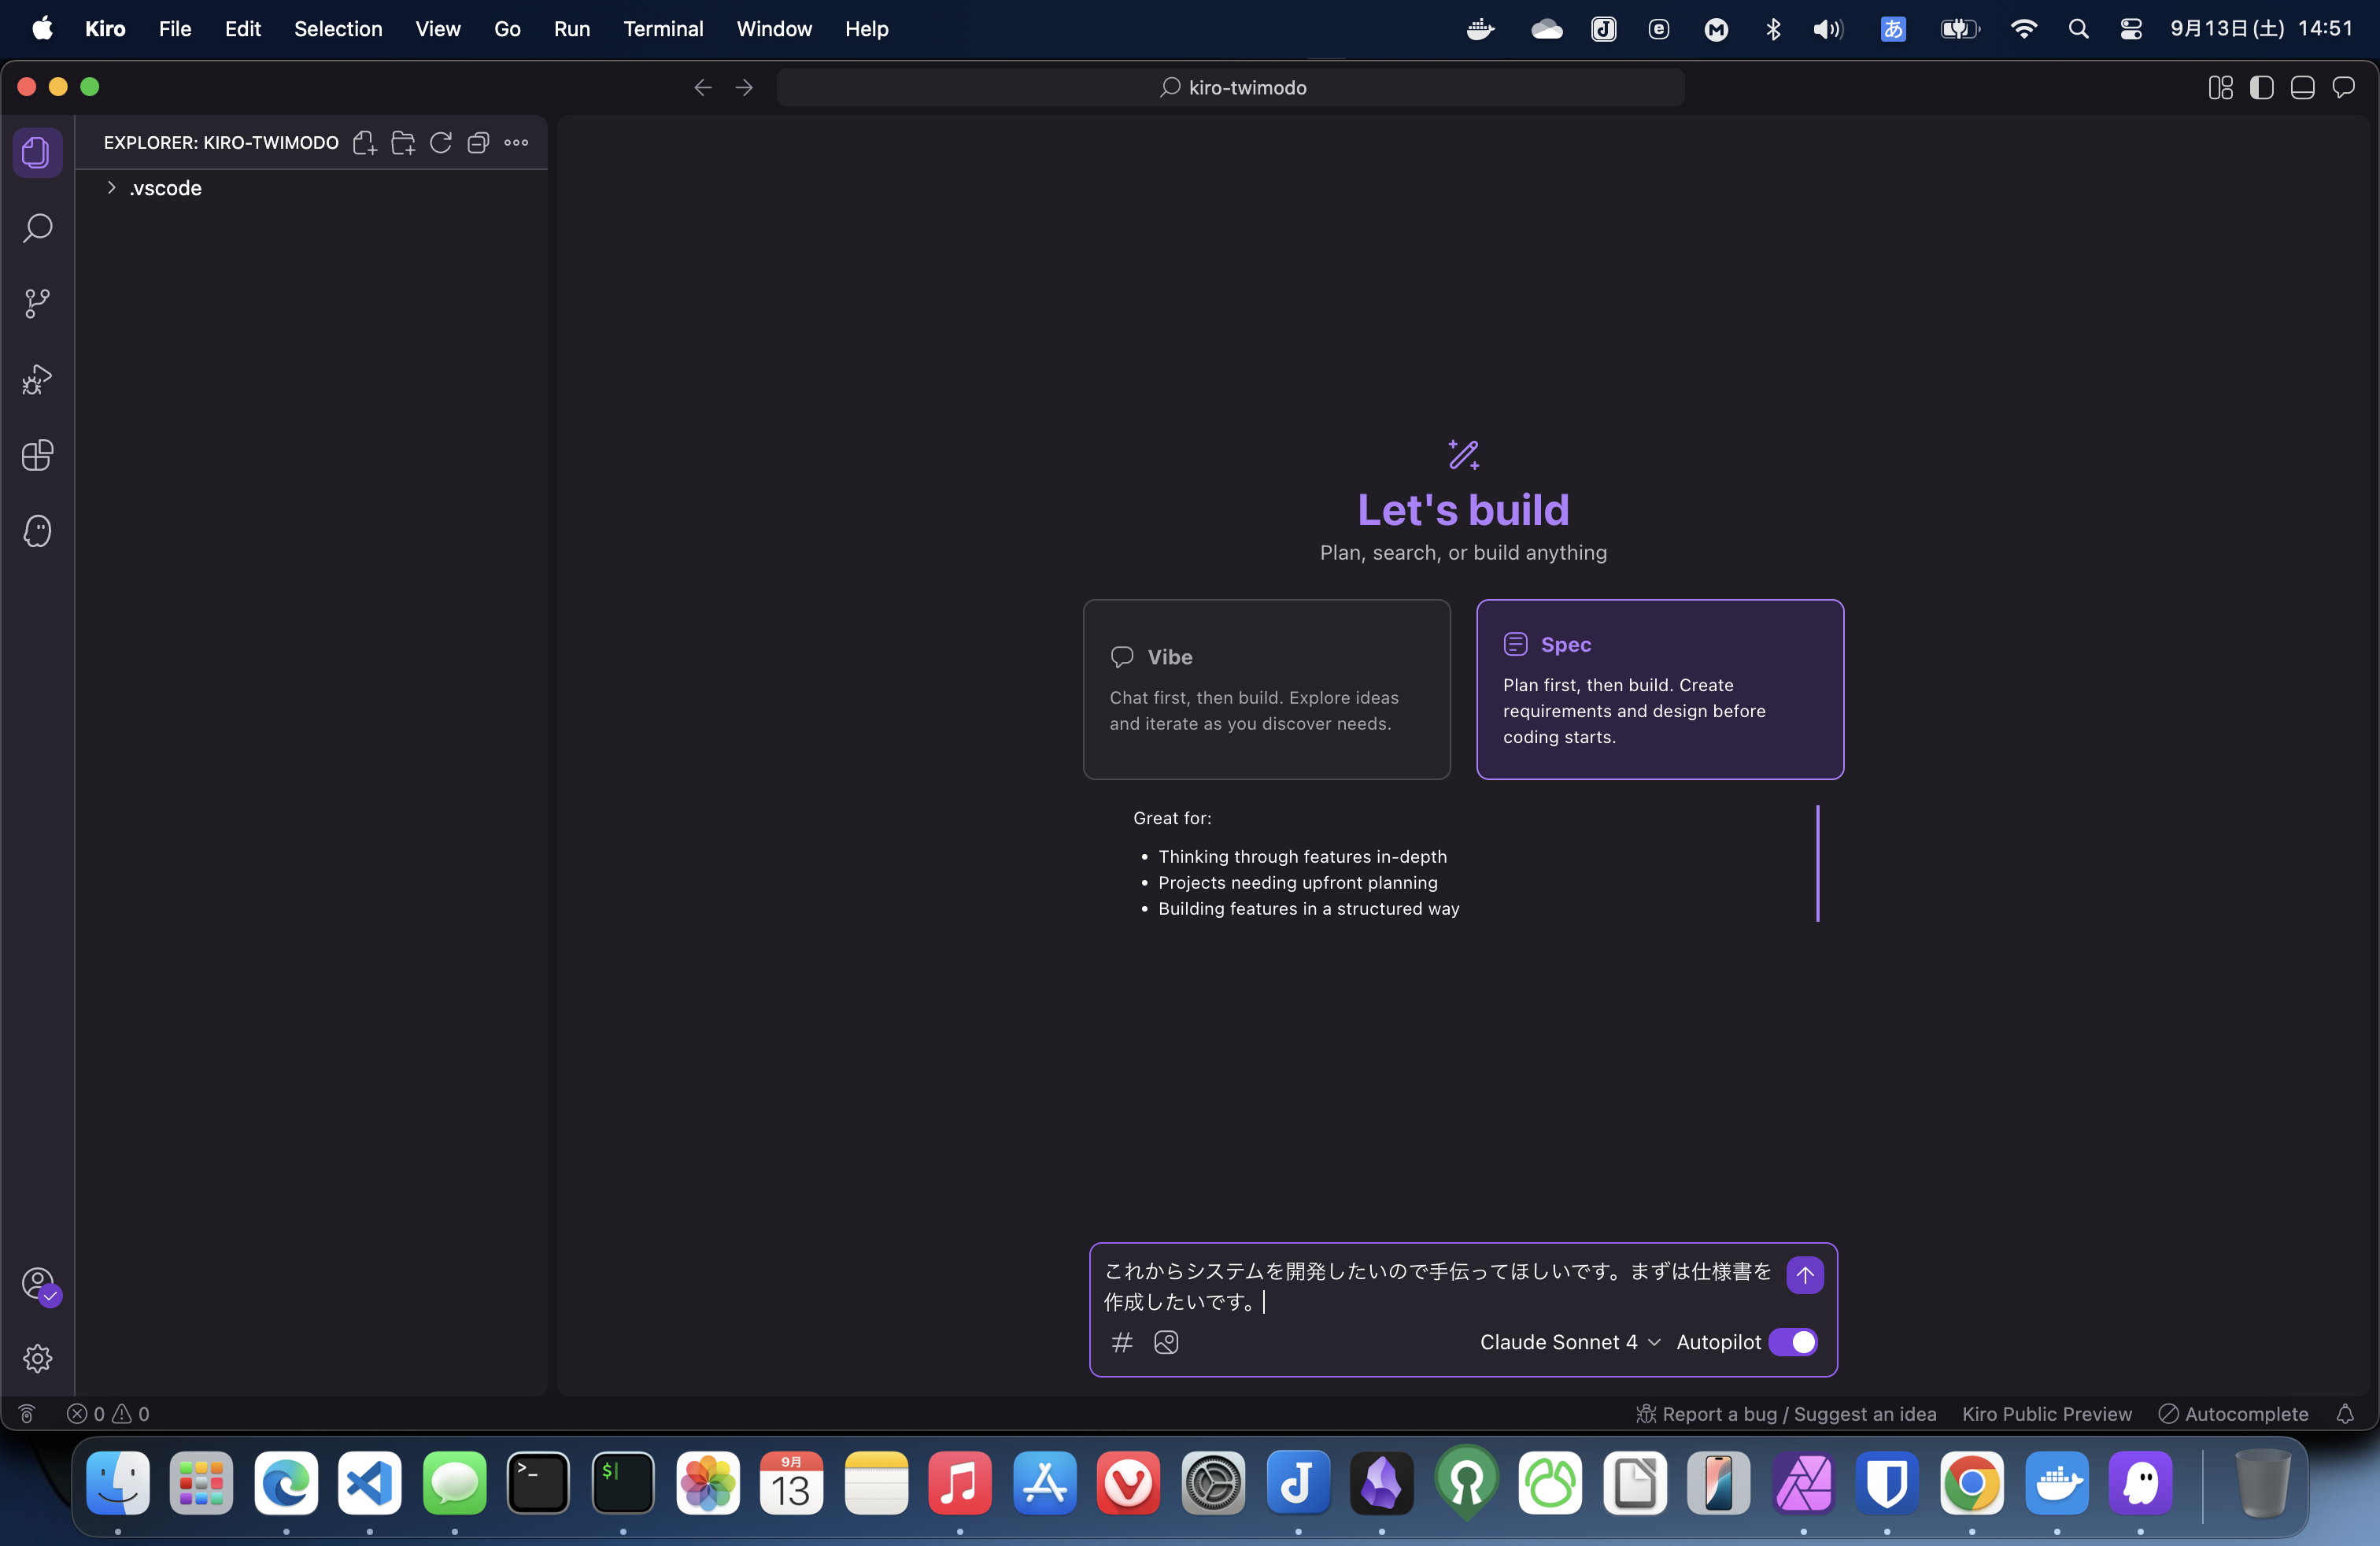 Kiro File Edit Selection View Go Run Terminal Window Help
あ 9月13日(土) 14:51
kiro-twimodo
EXPLORER: KIRO-TWIMODO
.vscode
Let's build
Plan, search, or build anything
Vibe
Chat first, then build. Explore ideas
and iterate as you discover needs.
Spec
Plan first, then build. Create
requirements and design before
coding starts.
Great for:
• Thinking through features in-depth
• Projects needing upfront planning
• Building features in a structured way
これからシステムを開発したいので手伝ってほしいです。まずは仕様書を
作成したいです。
# Claude Sonnet 4 Autopilot
0 0
Report a bug / Suggest an idea Kiro Public Preview Autocomplete
>_
$
9月
13